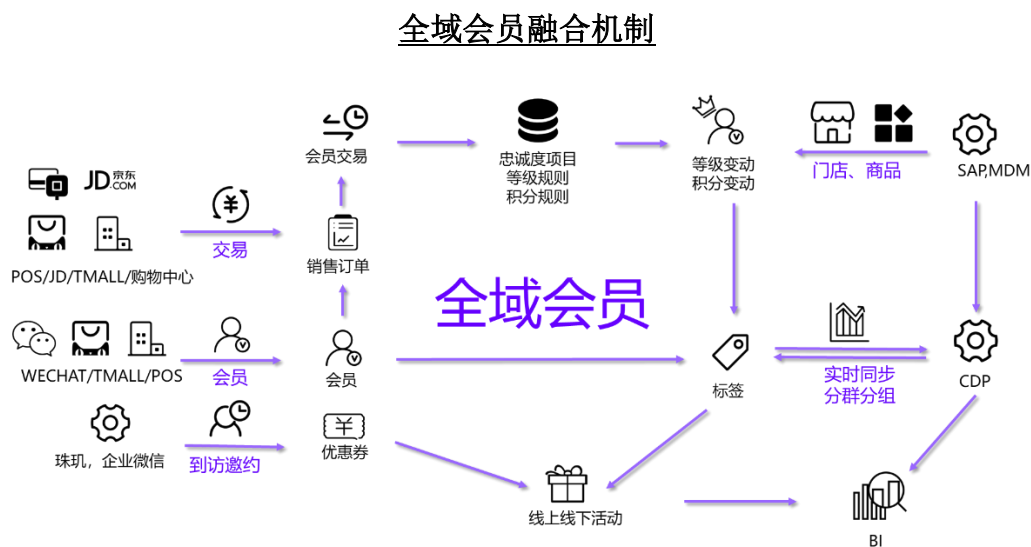 全域会员融合机制
会员交易
忠诚度项目
等级规则
积分规则
等级变动
积分变动
门店、商品
SAP,MDM
JD京东
.COM
交易
POS/JD/TMALL/购物中心
销售订单
全域会员
WECHAT/TMALL/POS
会员
会员
标签
实时同步
分群分组
CDP
珠玑，企业微信
到访邀约
优惠券
线上线下活动
BI